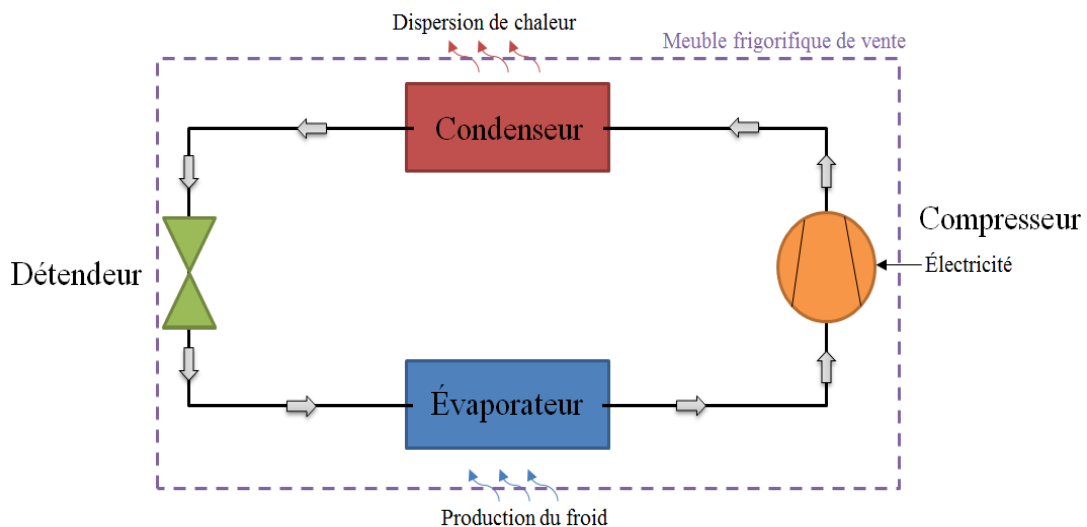 Dispersion de chaleur
Meuble frigorifique de vente
Condenseur
Compresseur
Électricité
Détendeur
Évaporateur
Production du froid